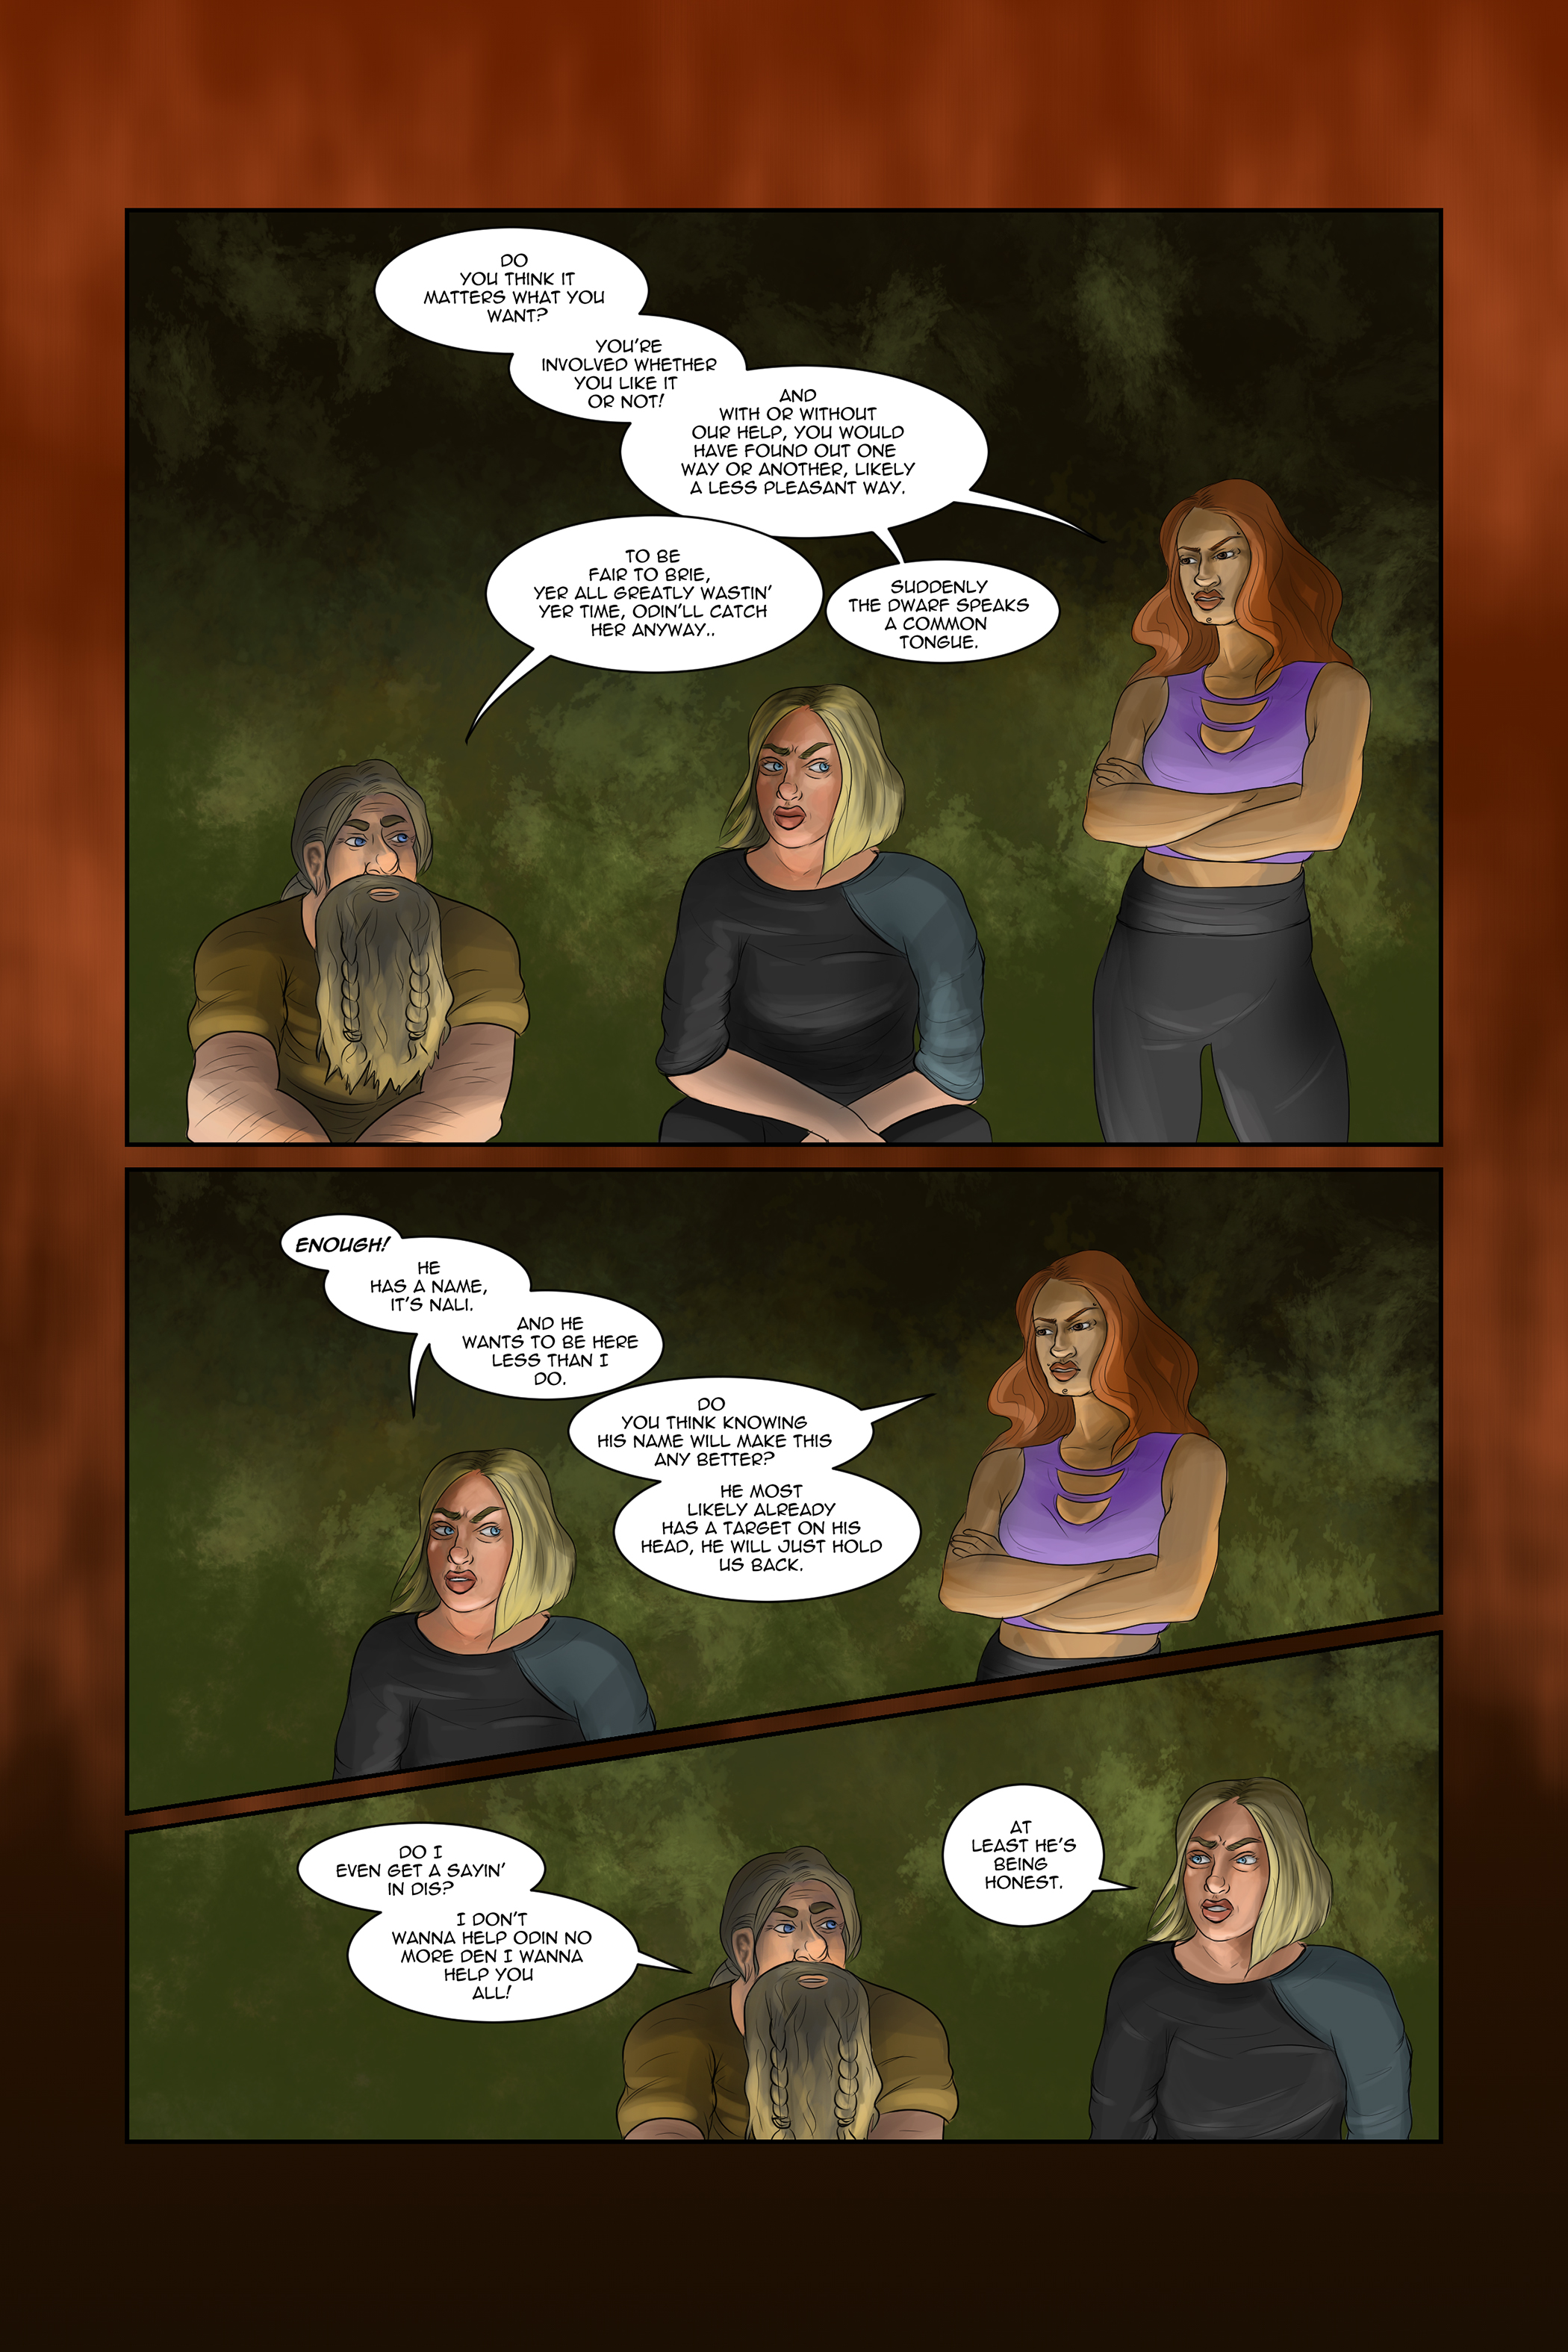 DO
YOU THINK IT
MATTERS WHAT YOU
WANT?
YOU'RE
INVOLVED WHETHER
YOU LIKE IT
OR NOT!
AND
WITH OR WITHOUT
OUR HELP, YOU WOULD
HAVE FOUND OUT ONE
WAY OR ANOTHER, LIKELY
A LESS PLEASANT WAY.
TO BE
FAIR TO BRIE,
YER ALL GREATLY WASTIN'
YER TIME, ODIN'LL CATCH
HER ANYWAY..
SUDDENLY
THE DWARF SPEAKS
A COMMON
TONGUE.
ENOUGH!
HE
HAS A NAME,
IT'S NALI.
AND HE
WANTS TO BE HERE
LESS THAN I
DO.
DO
YOU THINK KNOWING
HIS NAME WILL MAKE THIS
ANY BETTER?
HE MOST
LIKELY ALREADY
HAS A TARGET ON HIS
HEAD, HE WILL JUST HOLD
US BACK.
DO I
EVEN GET A SAYIN'
IN DIS?
I DON'T
WANNA HELP ODIN NO
MORE DEN I WANNA
HELP YOU
ALL!
AT
LEAST HE'S
BEING
HONEST.